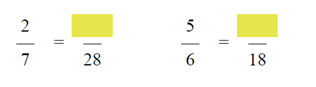 2/7 = /28    5/6 = /18